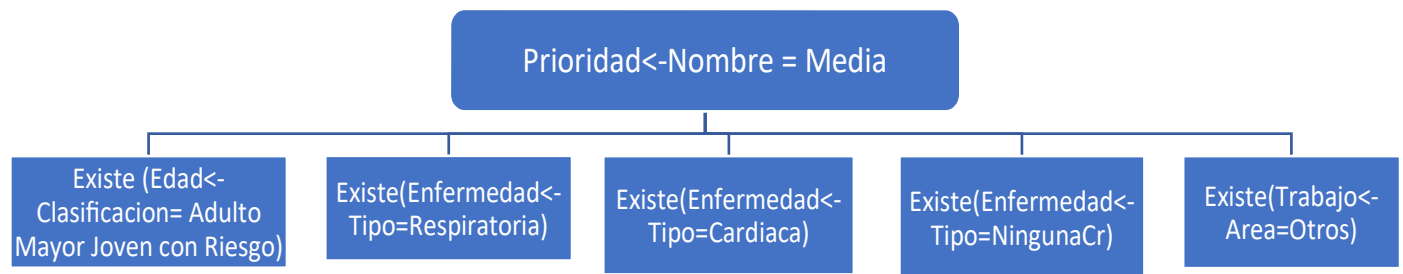 Prioridad<-Nombre = Media
Existe (Edad<-
Clasificacion= Adulto
Mayor Joven con Riesgo)
Existe(Enfermedad<-
Tipo=Respiratoria)
Existe(Enfermedad<-
Tipo=Cardiaca)
Existe(Enfermedad<-
Tipo=NingunaCr)
Existe(Trabajo<-
Area=Otros)